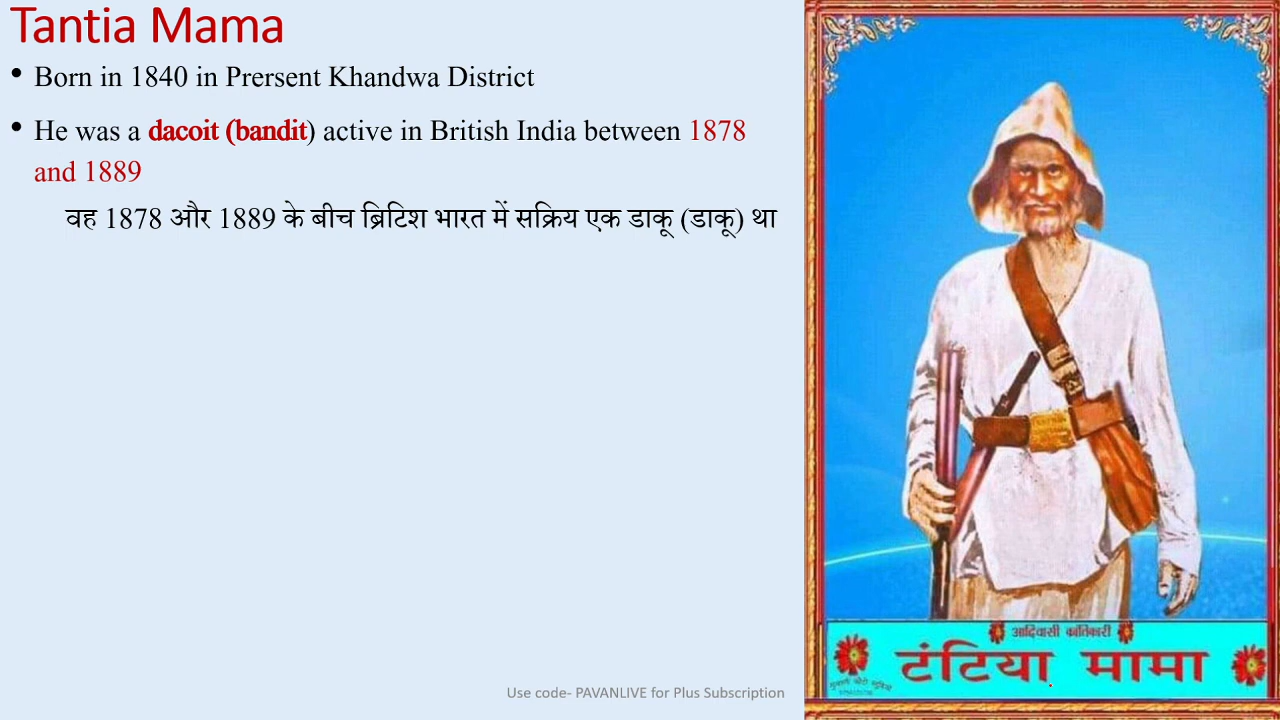 Tantia Mama
• Born in 1840 in Prersent Khandwa District
• He was a dacoit (bandit) active in British India between 1878
and 1889
वह 1878 और 1889 के बीच ब्रिटिश भारत में सक्रिय एक डाकू (डाकू) था
आदिवासी क्रांतिकारी
टंटिया मामा
Use code- PAVANLIVE for Plus Subscription